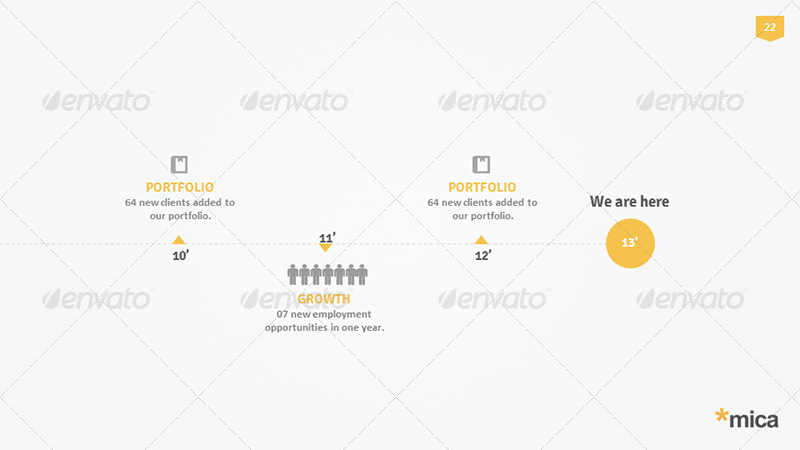 22
envato envato envato envato
PORTFOLIO
64 new clients added to
our portfolio.
PORTFOLIO
64 new clients added to
our portfolio.
We are here
10’
11’
12’
13’
GROWTH
07 new employment
opportunities in one year.
envato envato envato envato
*mica